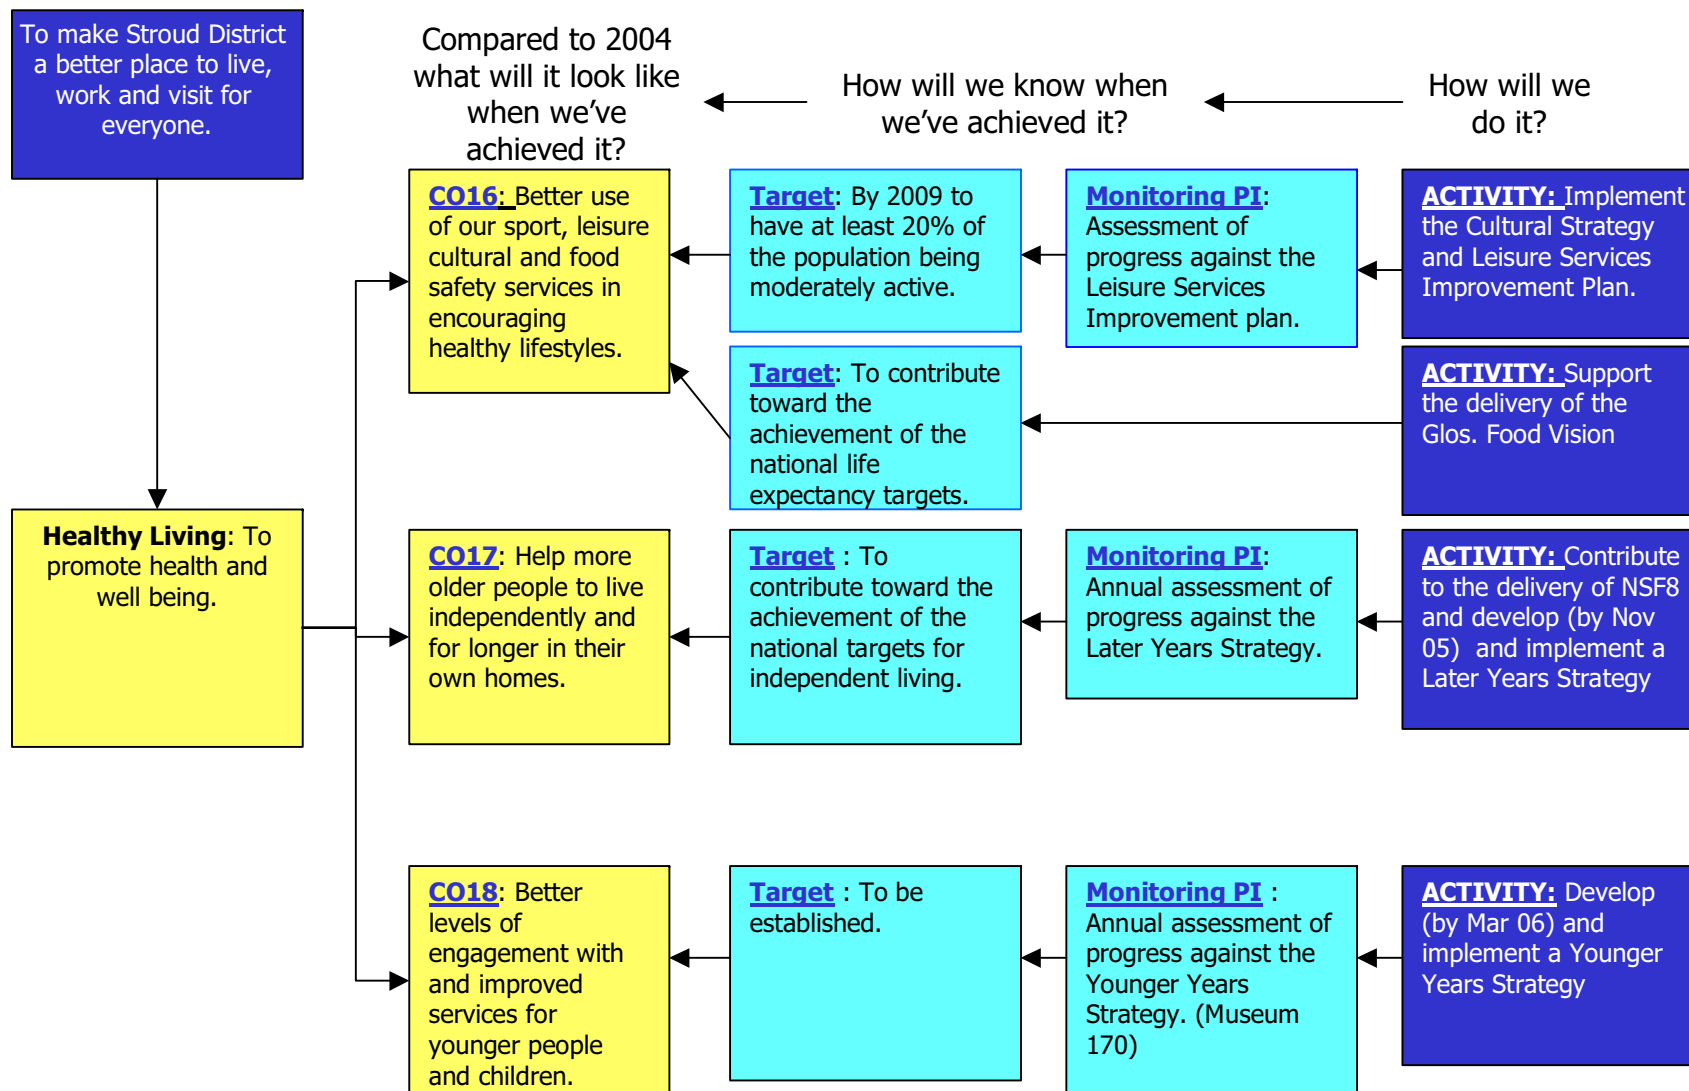 To make Stroud District
a better place to live,
work and visit for
everyone.
Compared to 2004
what will it look like
when we've
achieved it?
How will we know when
we've achieved it?
How will we
do it?
CO16: Better use
of our sport, leisure
cultural and food
safety services in
encouraging
healthy lifestyles.
Target: By 2009 to
have at least 20% of
the population being
moderately active.
Monitoring PI:
Assessment of
progress against the
Leisure Services
Improvement plan.
ACTIVITY: Implement
the Cultural Strategy
and Leisure Services
Improvement Plan.
Target: To contribute
toward the
achievement of the
national life
expectancy targets.
ACTIVITY: Support
the delivery of the
Glos. Food Vision
Healthy Living: To
promote health and
well being.
CO17: Help more
older people to live
independently and
for longer in their
own homes.
Target : To
contribute toward the
achievement of the
national targets for
independent living.
Monitoring PI:
Annual assessment of
progress against the
Later Years Strategy.
ACTIVITY: Contribute
to the delivery of NSF8
and develop (by Nov
05)  and implement a
Later Years Strategy
CO18: Better
levels of
engagement with
and improved
services for
younger people
and children.
Target : To be
established.
Monitoring PI :
Annual assessment of
progress against the
Younger Years
Strategy. (Museum
170)
ACTIVITY: Develop
(by Mar 06) and
implement a Younger
Years Strategy